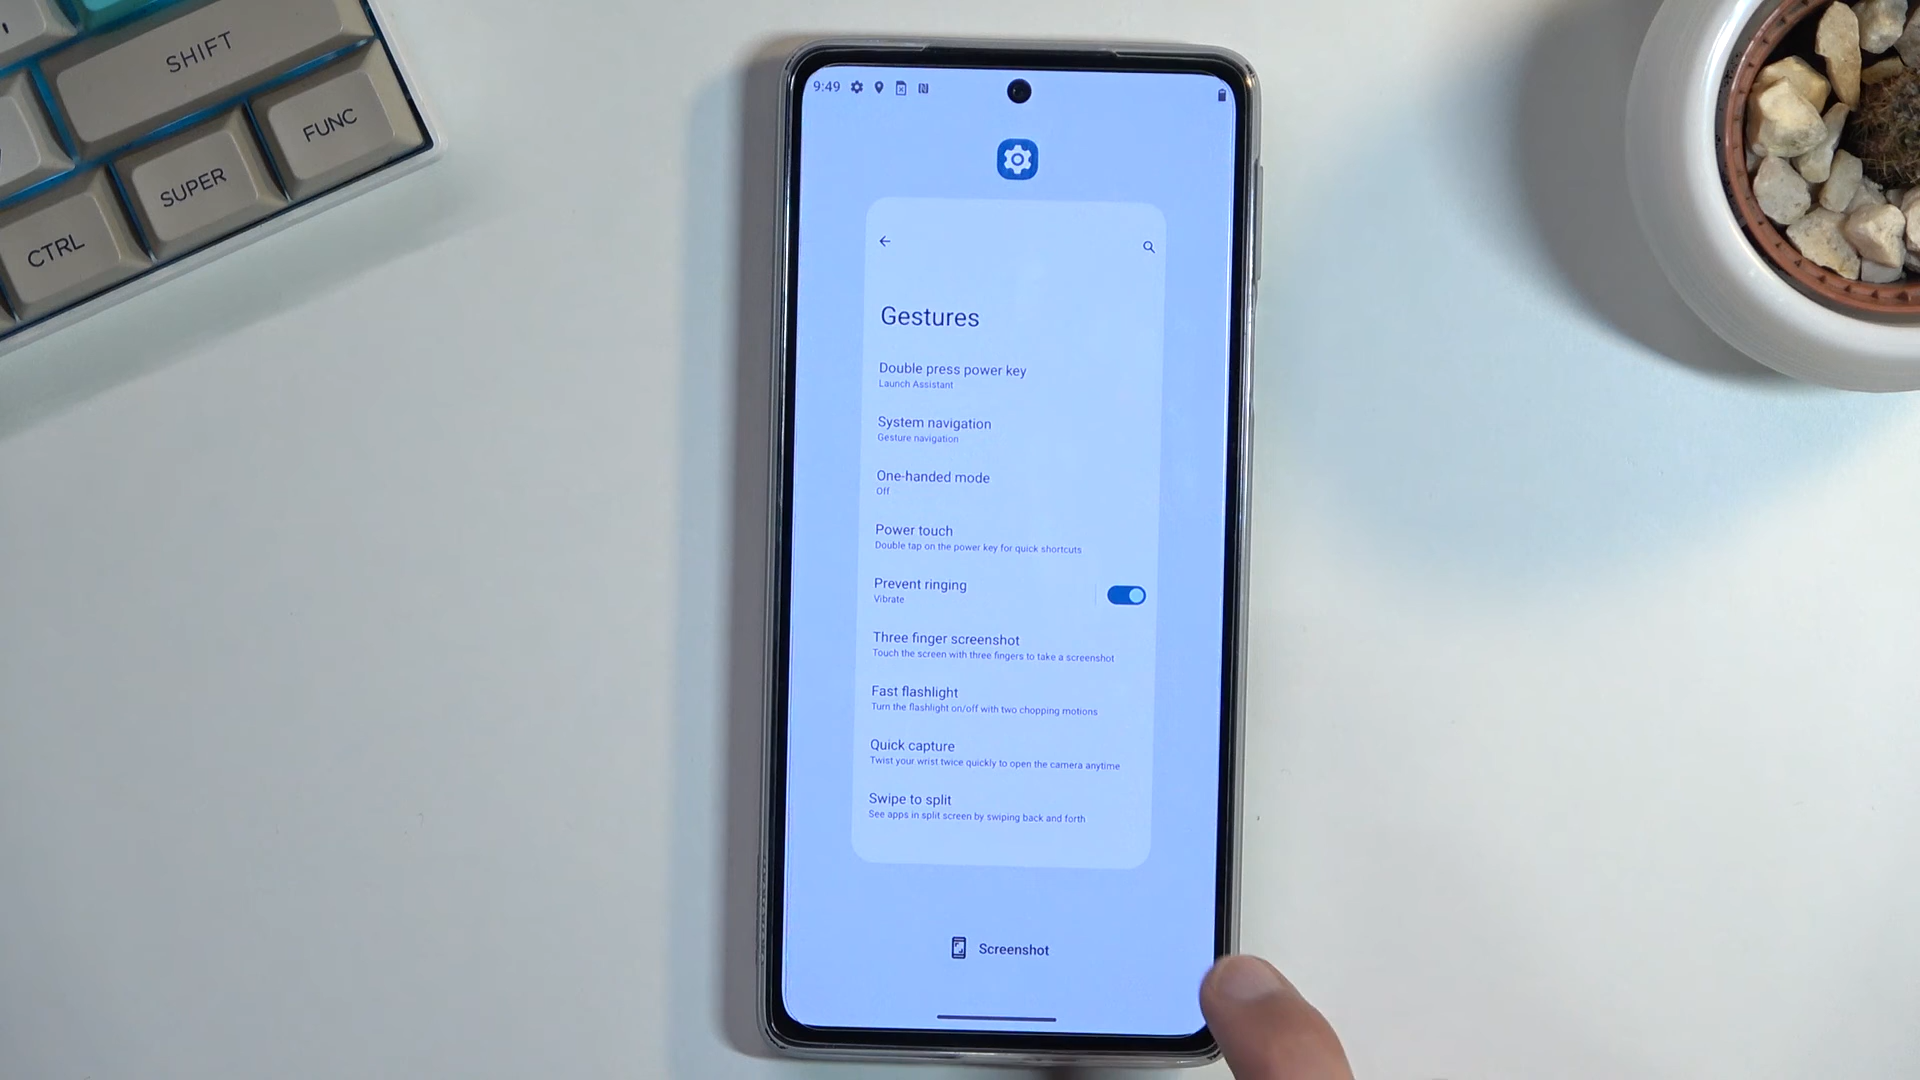 SHIFT
FUNC
SUPER
CTRL
9:49
Gestures
Double press power key
Launch Assistant
System navigation
Gesture navigation
One-handed mode
Off
Power touch
Double tap on the power key for quick shortcuts
Prevent ringing
Vibrate
Three finger screenshot
Touch the screen with three fingers to take a screenshot
Fast flashlight
Turn the flashlight on/off with two chopping motions
Quick capture
Twist your wrist twice quickly to open the camera anytime
Swipe to split
See apps in split screen by swiping back and forth
Screenshot